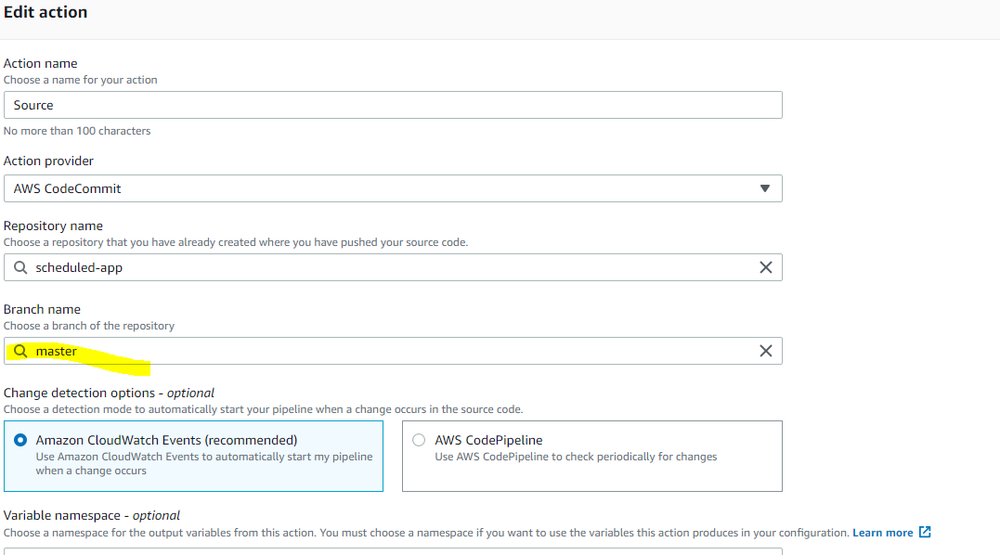 Edit action
Action name
Choose a name for your action
Source
No more than 100 characters
Action provider
AWS CodeCommit
Repository name
Choose a repository that you have already created where you have pushed your source code.
scheduled-app
Branch name
Choose a branch of the repository
master
Change detection options - optional
Choose a detection mode to automatically start your pipeline when a change occurs in the source code.
Amazon CloudWatch Events (recommended)
Use Amazon CloudWatch Events to automatically start my pipeline
when a change occurs
AWS CodePipeline
Use AWS CodePipeline to check periodically for changes
Variable namespace - optional
Choose a namespace for the output variables from this action. You must choose a namespace if you want to use the variables this action produces in your configuration. Learn more